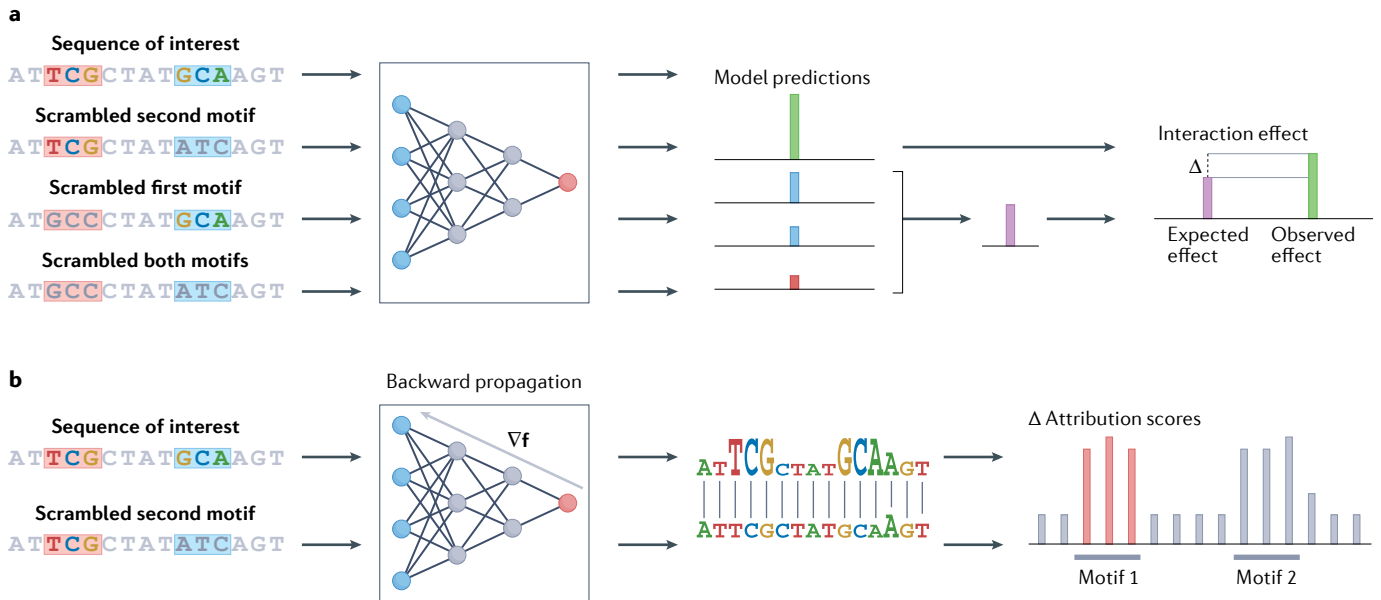 a
Sequence of interest
ATTCGCTATGCAAGT
Scrambled second motif
ATTCGCTATATCAGT
Scrambled first motif
ATGCCCTATGCAAGT
Scrambled both motifs
ATGCCCTATATCAGT
Model predictions
Interaction effect
Δ
Expected
effect
Observed
effect
b
Backward propagation
∇f
Sequence of interest
ATTCGCTATGCAAGT
Scrambled second motif
ATTCGCTATATCAGT
ATTCGCTATGCAAGT
ATTCGCTATGCAAGT
Δ Attribution scores
Motif 1
Motif 2